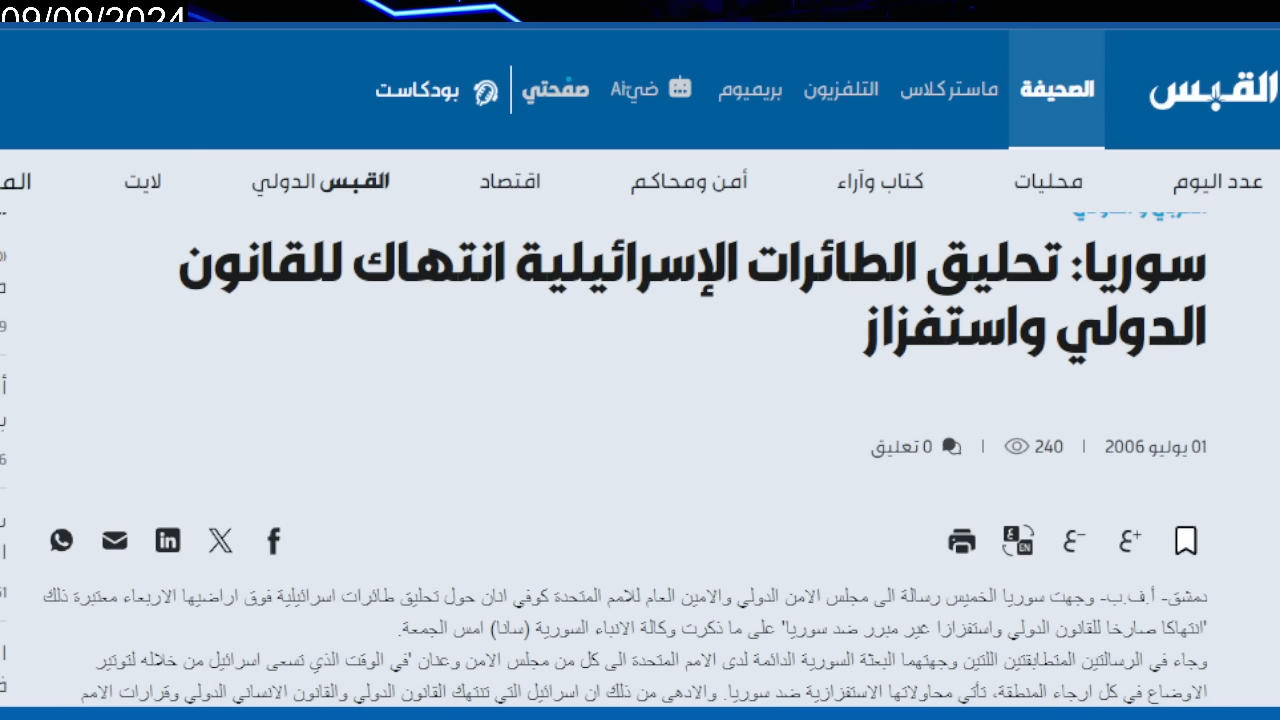 09/09/2024
القبس
الصحيفة
ماستر كلاس
التلفزيون
بريميوم
ضيّ Ai
صفحتي
بودكاست
عدد اليوم
محليات
كتاب وآراء
أمن ومحاكم
اقتصاد
القبس الدولي
لايت
سوريا: تحليق الطائرات الإسرائيلية انتهاك للقانون
الدولي واستفزاز
01 يوليو 2006 | 240 | 0 تعليق
دمشق- أ.ف.ب- وجهت سوريا الخميس رسالة الى مجلس الامن الدولي والامين العام للامم المتحدة كوفي انان حول تحليق طائرات اسرائيلية فوق اراضيها الاربعاء معتبرة ذلك
'انتهاكا صارخا للقانون الدولي واستفزازا غير مبرر ضد سوريا' على ما ذكرت وكالة الانباء السورية (سانا) امس الجمعة.
وجاء في الرسالتين المتطابقتين اللتين وجهتهما البعثة السورية الدائمة لدى الامم المتحدة الى كل من مجلس الامن وعنان 'في الوقت الذي تسعى اسرائيل من خلاله لتوتير
الاوضاع في كل ارجاء المنطقة، تأتي محاولاتها الاستفزازية ضد سوريا. والادهى من ذلك ان اسرائيل التي تنتهك القانون الدولي والقانون الانساني الدولي وقرارات الامم